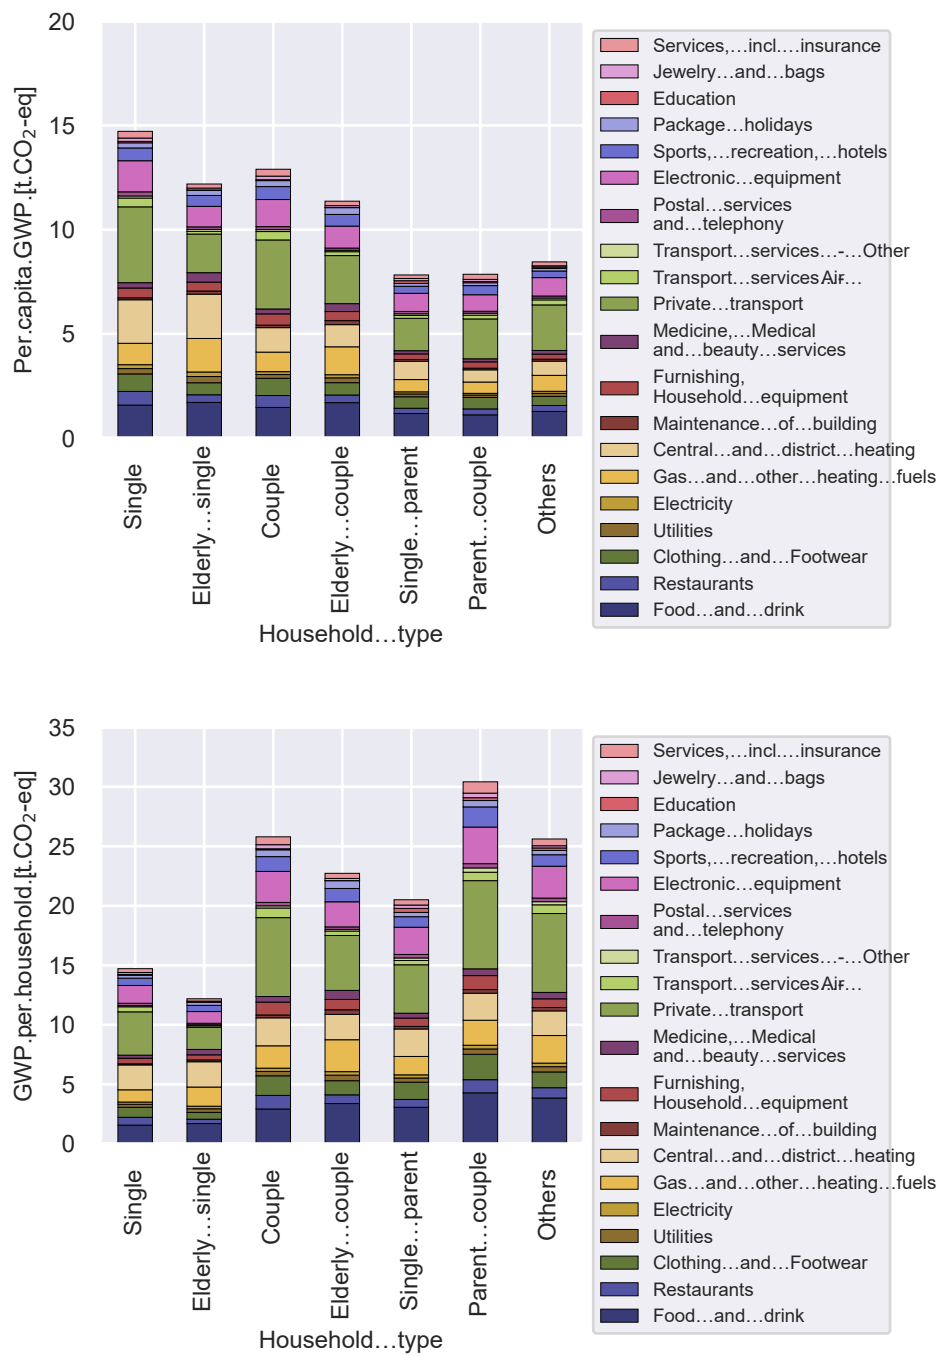 20
15
10
5
0
Per.capita.GWP.[t.CO₂-eq]
Single
Elderly…single
Couple
Elderly…couple
Single…parent
Parent…couple
Others
Household…type
Services,…incl.…insurance
Jewelry…and…bags
Education
Package…holidays
Sports,…recreation,…hotels
Electronic…equipment
Postal…services
and…telephony
Transport…services…-…Other
Transport…services…-…Air
Private…transport
Medicine,…Medical
and…beauty…services
Furnishing,
Household…equipment
Maintenance…of…building
Central…and…district…heating
Gas…and…other…heating…fuels
Electricity
Utilities
Clothing…and…Footwear
Restaurants
Food…and…drink
35
30
25
20
15
10
5
0
GWP.per.household.[t.CO₂-eq]
Single
Elderly…single
Couple
Elderly…couple
Single…parent
Parent…couple
Others
Household…type
Services,…incl.…insurance
Jewelry…and…bags
Education
Package…holidays
Sports,…recreation,…hotels
Electronic…equipment
Postal…services
and…telephony
Transport…services…-…Other
Transport…services…-…Air
Private…transport
Medicine,…Medical
and…beauty…services
Furnishing,
Household…equipment
Maintenance…of…building
Central…and…district…heating
Gas…and…other…heating…fuels
Electricity
Utilities
Clothing…and…Footwear
Restaurants
Food…and…drink